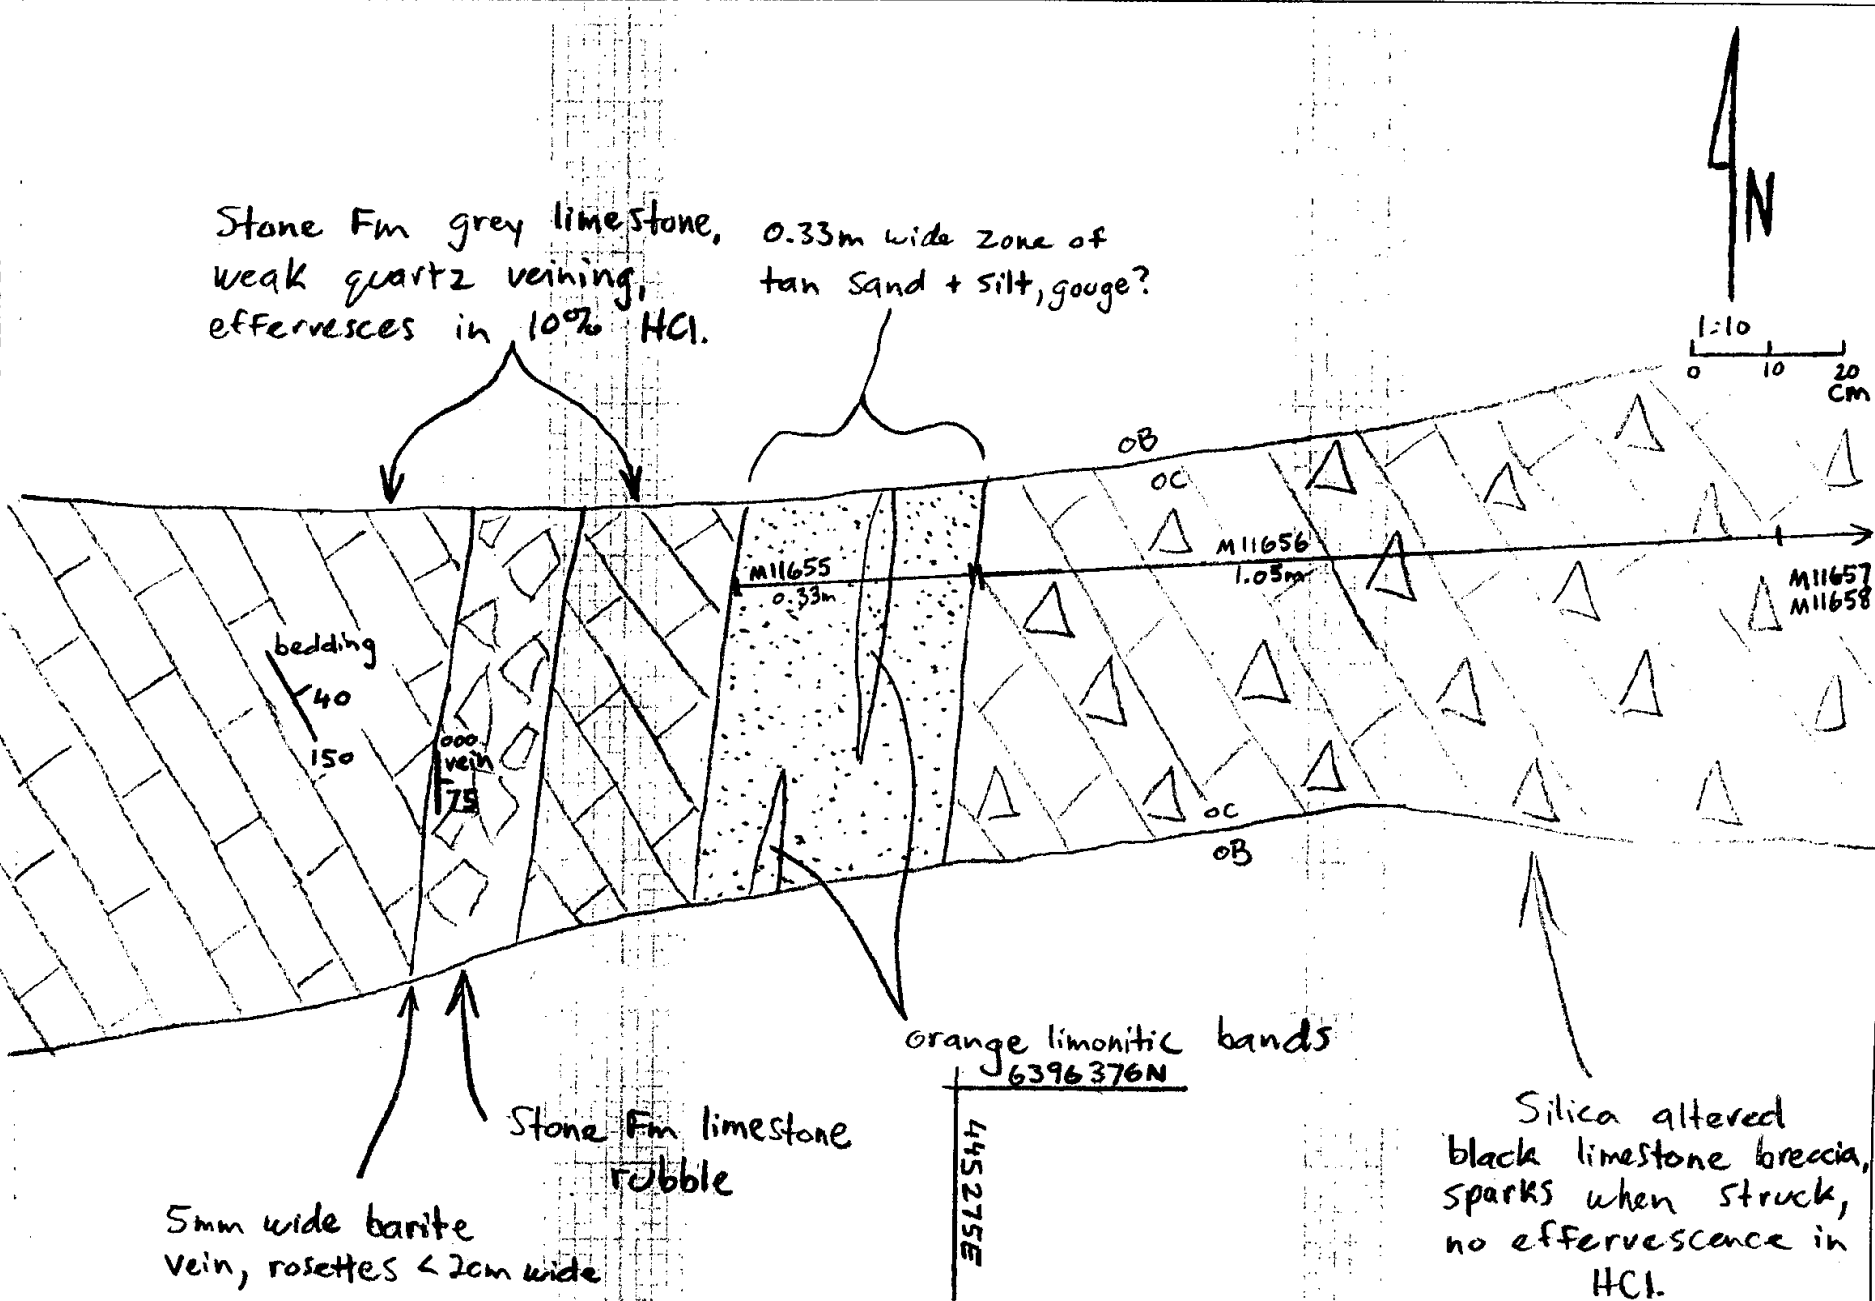 N
1:10
0 10 20
cm
Stone Fm grey limestone,
weak quartz veining,
effervesces in 10% HCl.
0.33m wide zone of
tan sand + silt, gouge?
OB
OC
M11655
0.33m
M11656
1.05m
M11657
M11658
bedding
40
150
000
vein
75
OC
OB
orange limonitic bands
6396376N
445275E
Stone Fm limestone
rubble
5mm wide barite
vein, rosettes < 2cm wide
Silica altered
black limestone breccia,
sparks when struck,
no effervescence in
HCl.